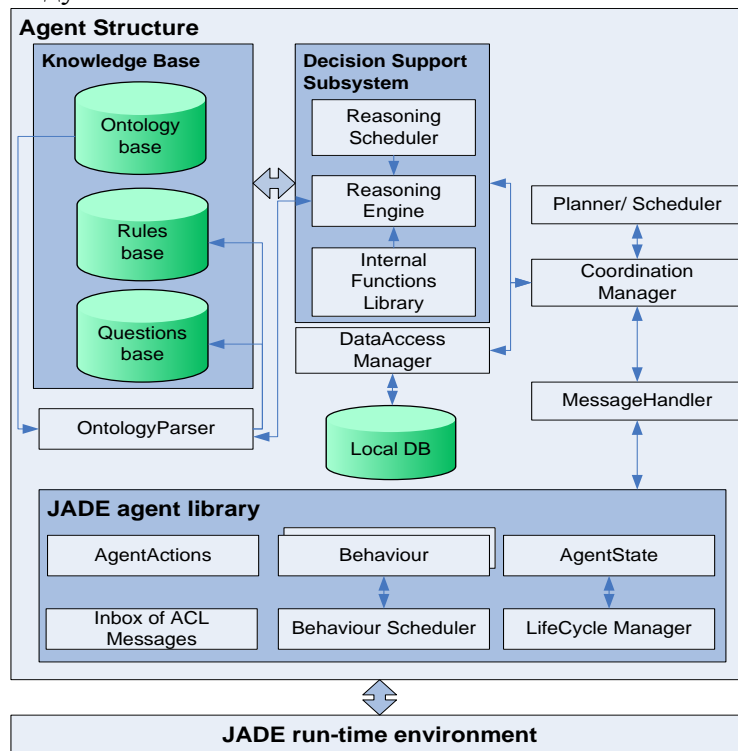 Agent Structure
Knowledge Base
Ontology
base
Rules
base
Questions
base
OntologyParser
Decision Support
Subsystem
Reasoning
Scheduler
Reasoning
Engine
Internal
Functions
Library
DataAccess
Manager
Local DB
Planner/ Scheduler
Coordination
Manager
MessageHandler
JADE agent library
AgentActions
Behaviour
AgentState
Inbox of ACL
Messages
Behaviour Scheduler
LifeCycle Manager
JADE run-time environment